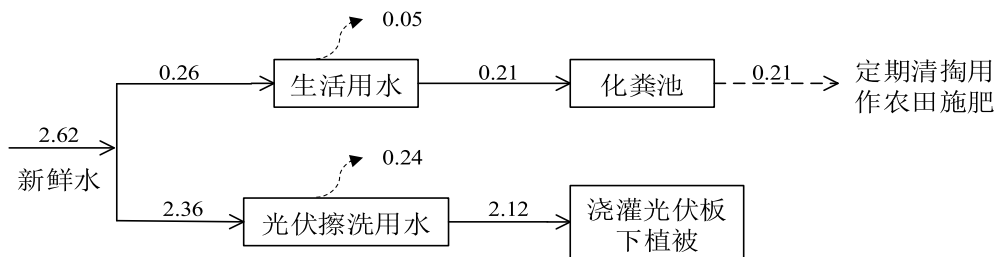 0.05
0.26
生活用水
0.21
化粪池
0.21
定期清掏用
作农田施肥
2.62
新鲜水
0.24
2.36
光伏擦洗用水
2.12
浇灌光伏板
下植被